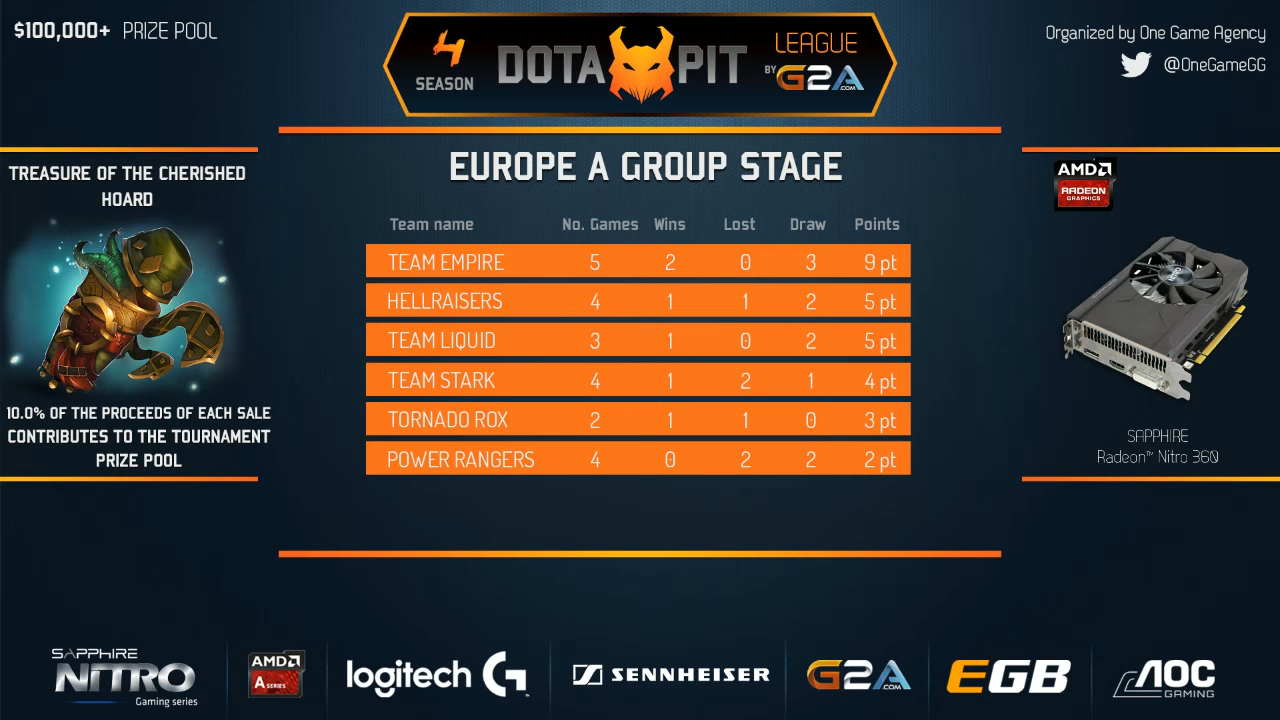 $100,000+ PRIZE POOL
4
SEASON
DOTA PIT
LEAGUE
BY G2A.COM
Organized by One Game Agency
@OneGameGG
TREASURE OF THE CHERISHED
HOARD
10.0% OF THE PROCEEDS OF EACH SALE
CONTRIBUTES TO THE TOURNAMENT
PRIZE POOL
EUROPE A GROUP STAGE
Team name No. Games Wins Lost Draw Points
TEAM EMPIRE 5 2 0 3 9 pt
HELLRAISERS 4 1 1 2 5 pt
TEAM LIQUID 3 1 0 2 5 pt
TEAM STARK 4 1 2 1 4 pt
TORNADO ROX 2 1 1 0 3 pt
POWER RANGERS 4 0 2 2 2 pt
AMD
RADEON
GRAPHICS
SAPPHIRE
Radeon™ Nitro 360
SAPPHIRE
NITRO
Gaming series
AMD
A SERIES
logitech G
SENNHEISER
G2A.COM
EGB
AOC
GAMING